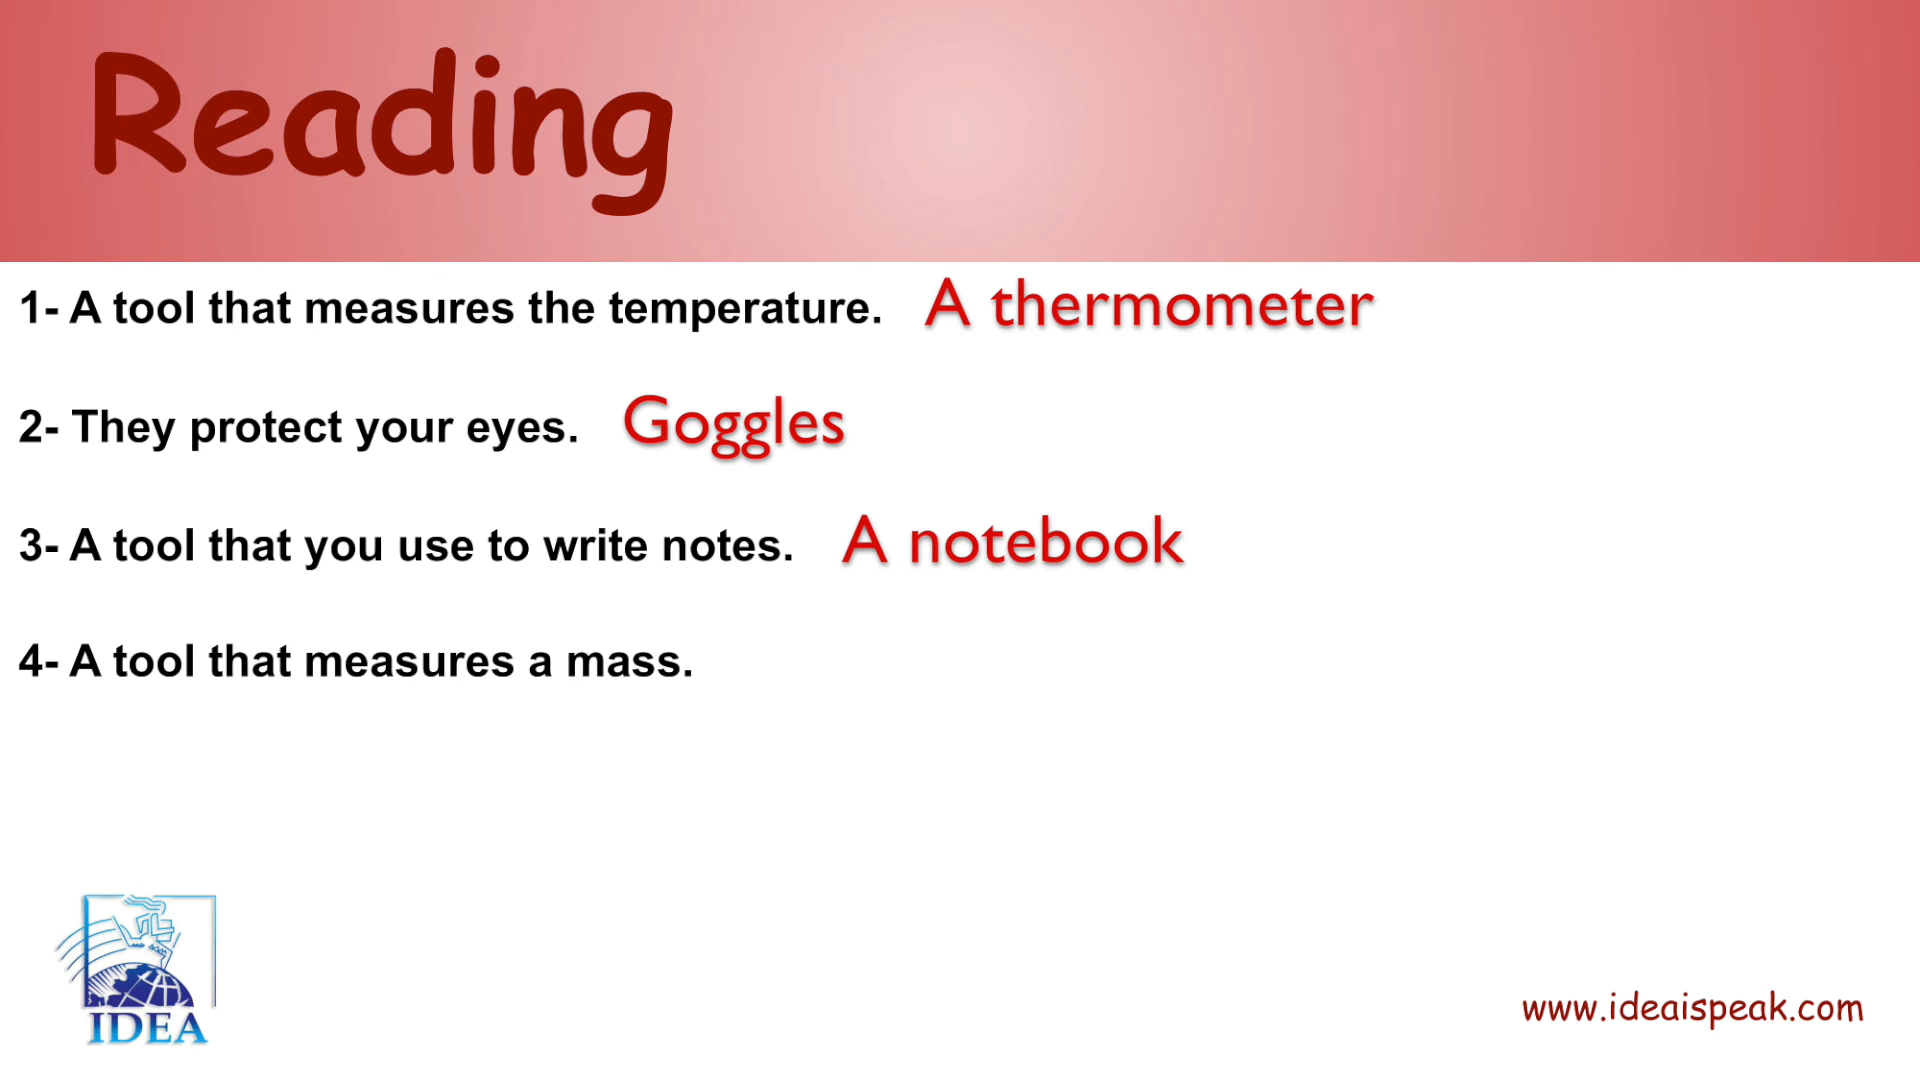 Reading
1- A tool that measures the temperature. A thermometer
2- They protect your eyes. Goggles
3- A tool that you use to write notes. A notebook
4- A tool that measures a mass.
IDEA
www.ideaispeak.com